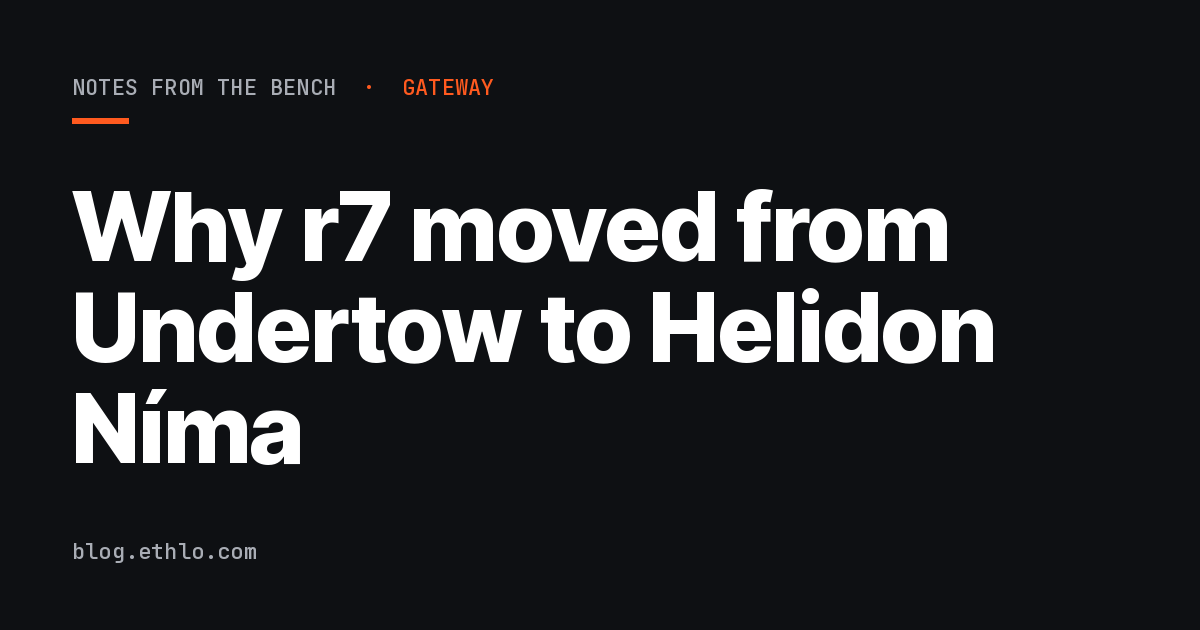 NOTES FROM THE BENCH · GATEWAY
Why r7 moved from
Undertow to Helidon
Níma
blog.ethlo.com